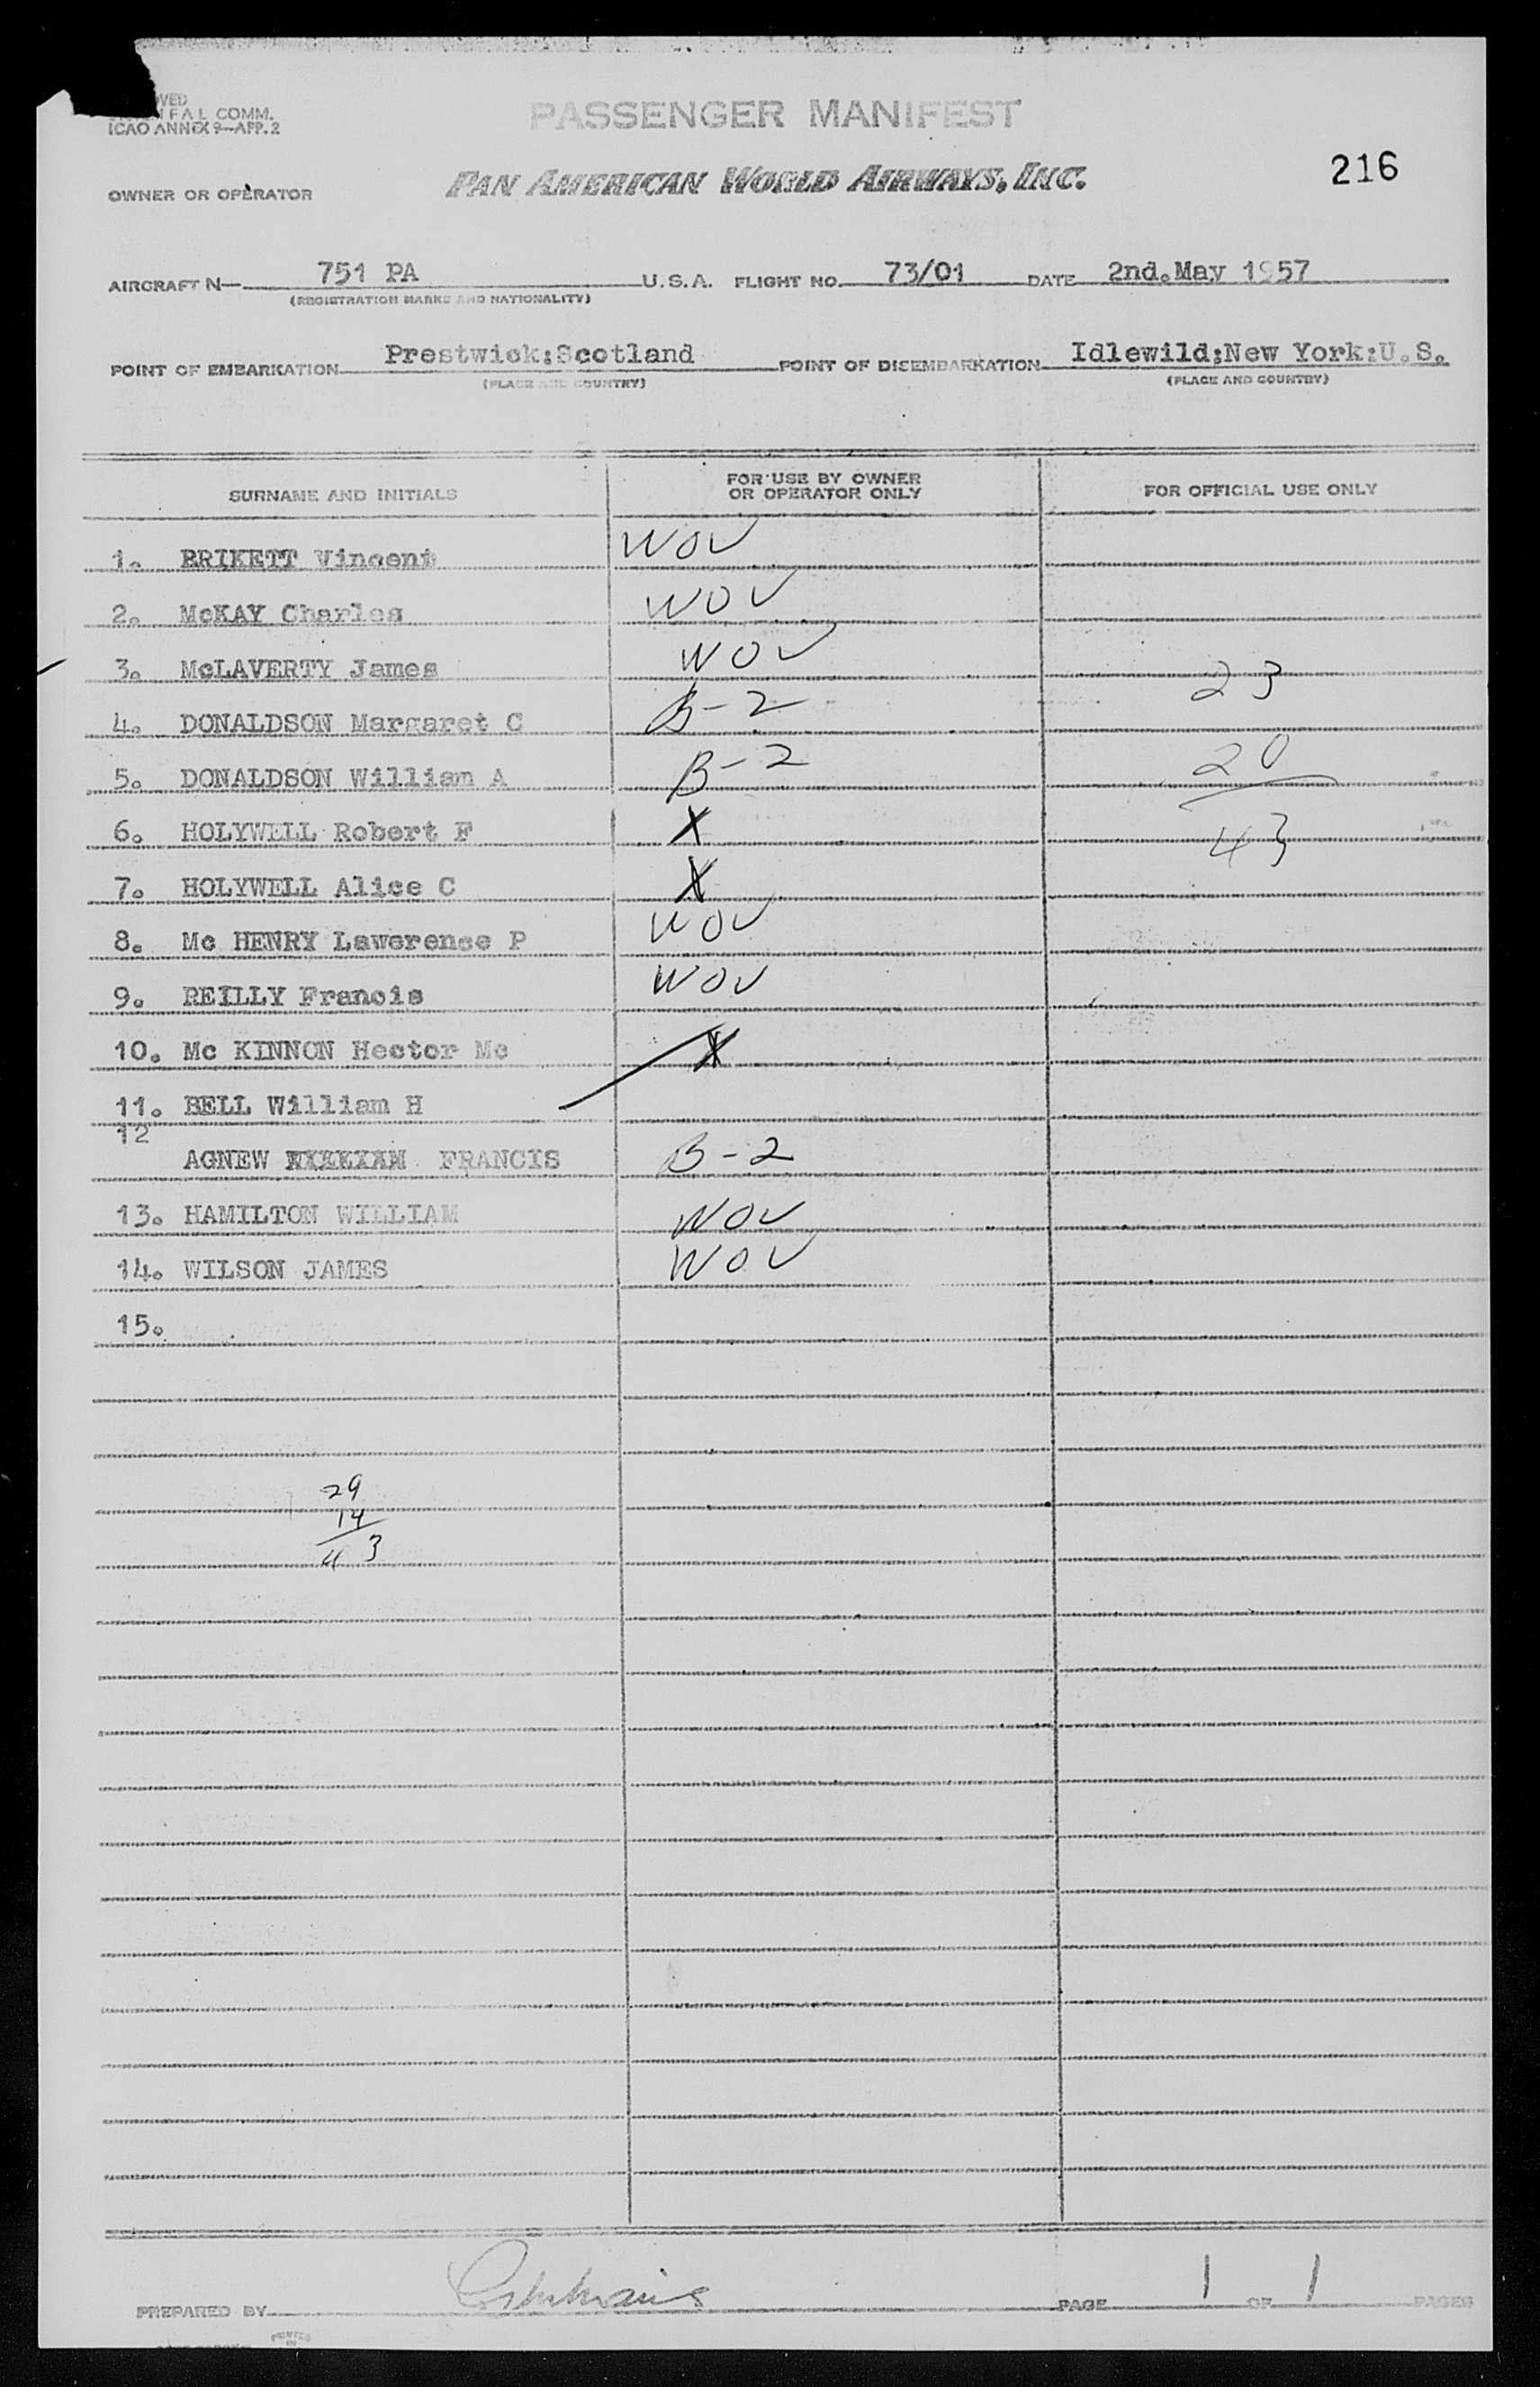 WED
F A L COMM.
ICAO ANNEX 9—APP. 2
PASSENGER MANIFEST
216
OWNER OR OPERATOR PAN AMERICAN WORLD AIRWAYS, INC.
AIRCRAFT N— 751 PA U.S.A. FLIGHT NO. 73/01 DATE 2nd.May 1957
(REGISTRATION MARKS AND NATIONALITY)
POINT OF EMBARKATION Prestwick:Scotland POINT OF DISEMBARKATION Idlewild:New York:U.S.
(PLACE AND COUNTRY) (PLACE AND COUNTRY)
SURNAME AND INITIALS FOR USE BY OWNER OR OPERATOR ONLY FOR OFFICIAL USE ONLY
1. BRIKETT Vincent WOV
2. McKAY Charles WOV
3. McLAVERTY James WOV 23
4. DONALDSON Margaret C B-2
5. DONALDSON William A B-2 20
6. HOLYWELL Robert F X 43
7. HOLYWELL Alice C X
8. Mc HENRY Lawerence P WOV
9. REILLY Francis WOV
10. Mc KINNON Hector Mc X
11. BELL William H
12
AGNEW FRANCIS B-2
13. HAMILTON WILLIAM WOV
14. WILSON JAMES WOV
15.
29
14
43
PREPARED BY PAGE 1 OF 1 PAGES